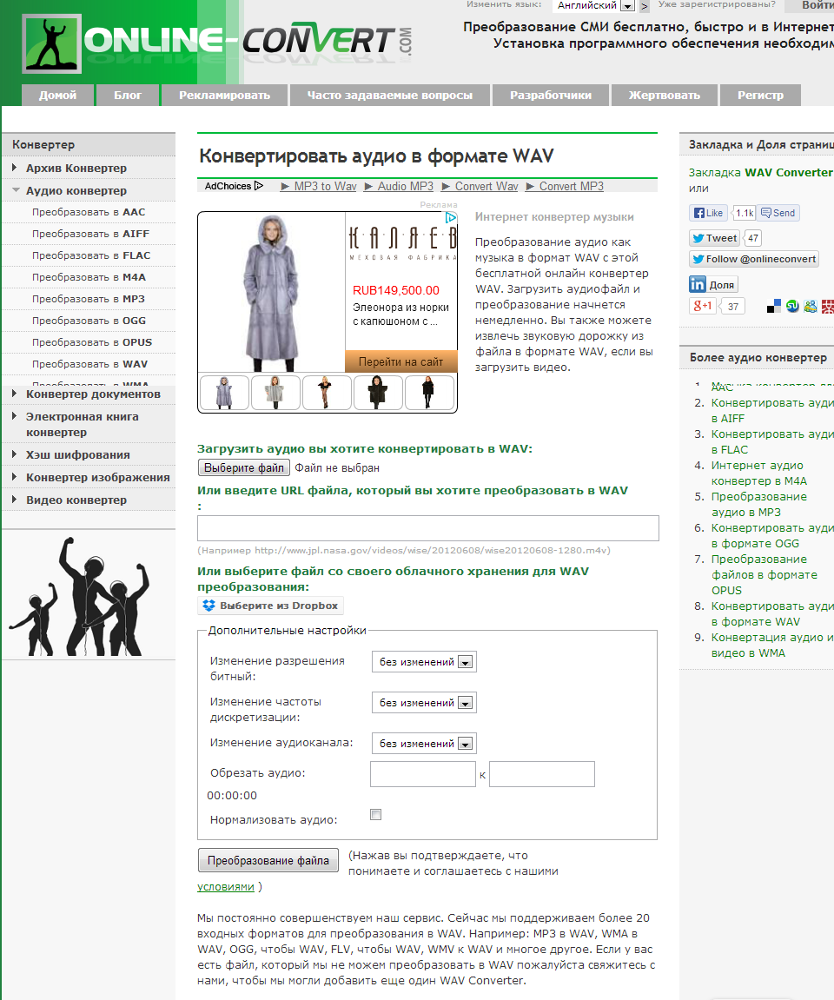 Изменить язык: Английский > Уже зарегистрированы? Войти
ONLINE-CONVERT.COM
Преобразование СМИ бесплатно, быстро и в Интернет
Установка программного обеспечения необходим
Домой Блог Рекламировать Часто задаваемые вопросы Разработчики Жертвовать Регистр
Конвертер
Архив Конвертер
Аудио конвертер
Преобразовать в AAC
Преобразовать в AIFF
Преобразовать в FLAC
Преобразовать в M4A
Преобразовать в MP3
Преобразовать в OGG
Преобразовать в OPUS
Преобразовать в WAV
Преобразовать в WMA
Конвертер документов
Электронная книга
конвертер
Хэш шифрования
Конвертер изображения
Видео конвертер
Конвертировать аудио в формате WAV
AdChoices ► MP3 to Wav ► Audio MP3 ► Convert Wav ► Convert MP3
Реклама
К·А·Л·Я·Е·В
МЕХОВАЯ ФАБРИКА
RUB149,500.00
Элеонора из норки
с капюшоном с ...
Перейти на сайт
Интернет конвертер музыки
Преобразование аудио как
музыка в формат WAV с этой
бесплатной онлайн конвертер
WAV. Загрузить аудиофайл и
преобразование начнется
немедленно. Вы также можете
извлечь звуковую дорожку из
файла в формате WAV, если вы
загрузить видео.
Загрузить аудио вы хотите конвертировать в WAV:
Выберите файл Файл не выбран
Или введите URL файла, который вы хотите преобразовать в WAV
:
(Например http://www.jpl.nasa.gov/videos/wise/20120608/wise20120608-1280.m4v)
Или выберите файл со своего облачного хранения для WAV
преобразования:
Выберите из Dropbox
Дополнительные настройки
Изменение разрешения
битный: без изменений
Изменение частоты
дискретизации: без изменений
Изменение аудиоканала: без изменений
Обрезать аудио: к
00:00:00
Нормализовать аудио:
Преобразование файла (Нажав вы подтверждаете, что
понимаете и соглашаетесь с нашими
условиями )
Мы постоянно совершенствуем наш сервис. Сейчас мы поддерживаем более 20
входных форматов для преобразования в WAV. Например: MP3 в WAV, WMA в
WAV, OGG, чтобы WAV, FLV, чтобы WAV, WMV к WAV и многое другое. Если у вас
есть файл, который мы не можем преобразовать в WAV пожалуйста свяжитесь с
нами, чтобы мы могли добавить еще один WAV Converter.
Закладка и Доля страниц
Закладка WAV Converter
или
Like 1.1k Send
Tweet 47
Follow @onlineconvert
in Доля
g+1 37
Более аудио конвертер
1. Музыка конвертер для
AAC
2. Конвертировать ауди
в AIFF
3. Конвертировать ауди
в FLAC
4. Интернет аудио
конвертер в M4A
5. Преобразование
аудио в MP3
6. Конвертировать ауди
в формате OGG
7. Преобразование
файлов в формате
OPUS
8. Конвертировать ауди
в формате WAV
9. Конвертация аудио и
видео в WMA